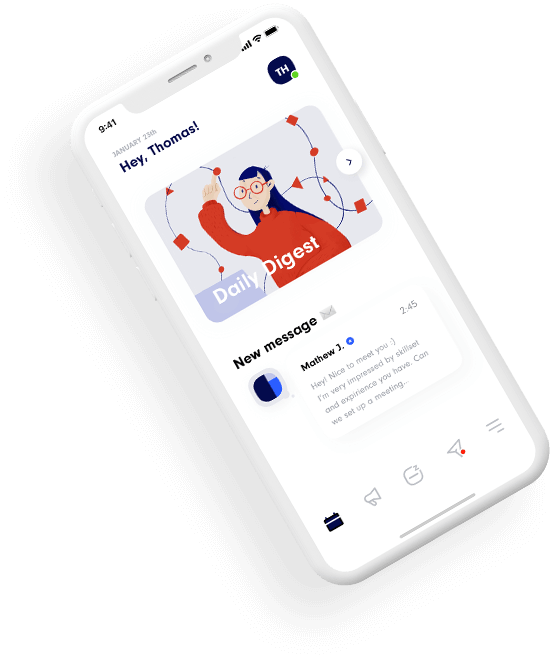 9:41
TH
JANUARY 25th
Hey, Thomas!
Daily Digest
New message
2:45
Mathew J.
Hey! Nice to meet you :)
I'm very impressed by skillset
and expirience you have. Can
we set up a meeting...
z